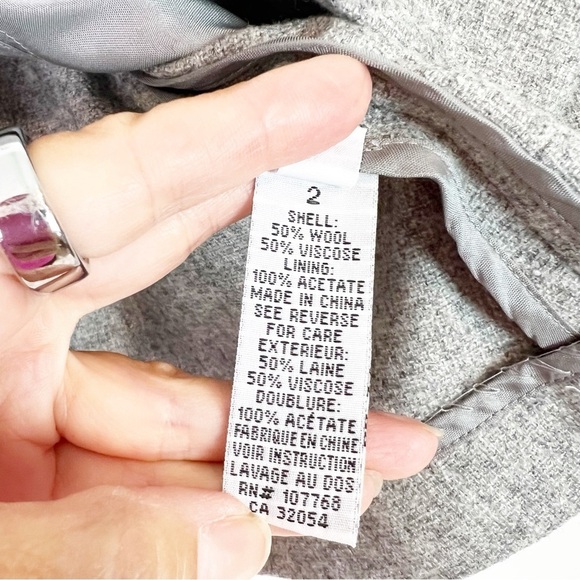 2
SHELL:
50% WOOL
50% VISCOSE
LINING:
100% ACETATE
MADE IN CHINA
SEE REVERSE
FOR CARE
EXTERIEUR:
50% LAINE
50% VISCOSE
DOUBLURE:
100% ACÉTATE
FABRIQUE EN CHINE
VOIR INSTRUCTION
LAVAGE AU DOS
RN# 107768
CA 32054